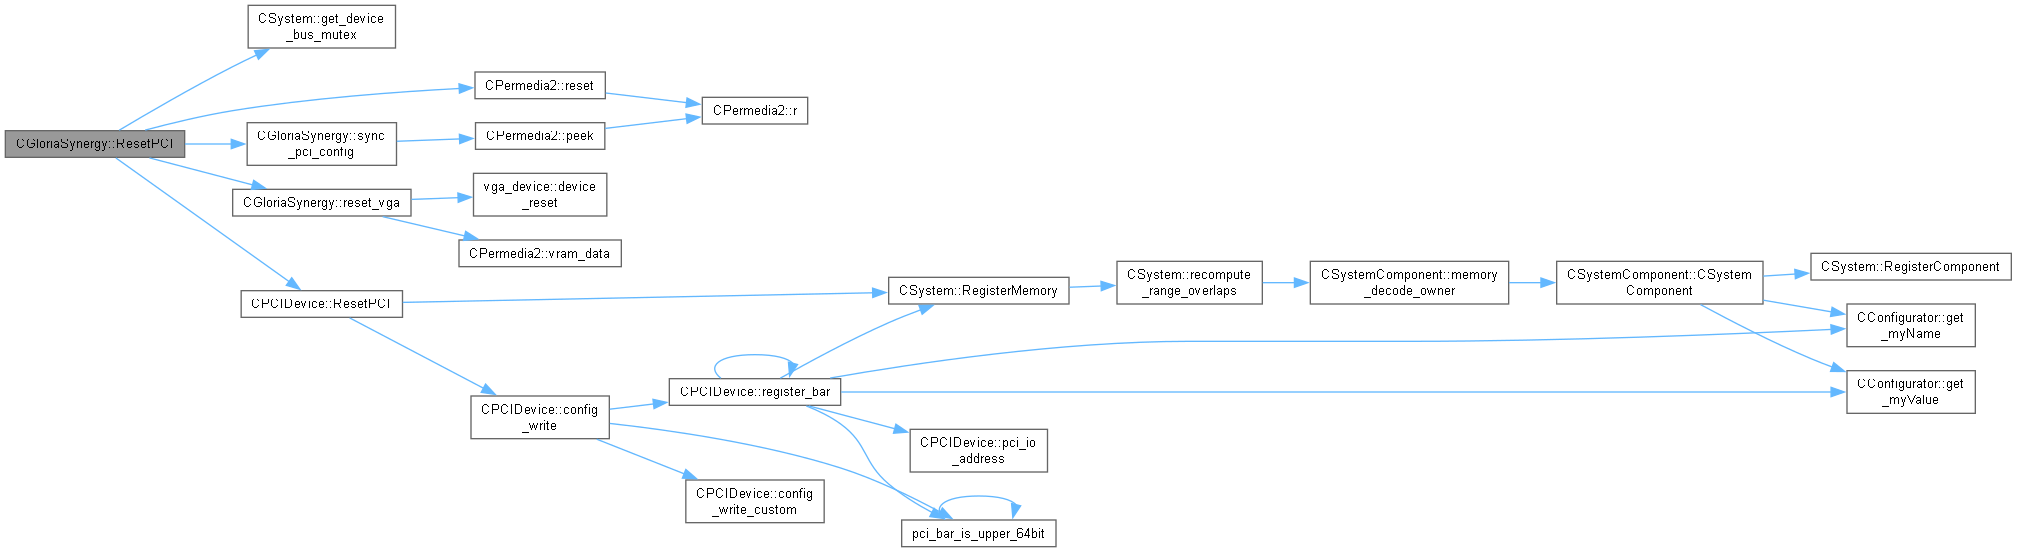 CSystem::get_device
_bus_mutex
CPermedia2::reset
CPermedia2::r
CGloriaSynergy::ResetPCI
CGloriaSynergy::sync
_pci_config
CPermedia2::peek
vga_device::device
_reset
CGloriaSynergy::reset_vga
CPermedia2::vram_data
CPCIDevice::ResetPCI
CSystem::RegisterMemory
CSystem::recompute
_range_overlaps
CSystemComponent::memory
_decode_owner
CSystemComponent::CSystem
Component
CSystem::RegisterComponent
CConfigurator::get
_myName
CConfigurator::get
_myValue
CPCIDevice::register_bar
CPCIDevice::config
_write
CPCIDevice::pci_io
_address
CPCIDevice::config
_write_custom
pci_bar_is_upper_64bit